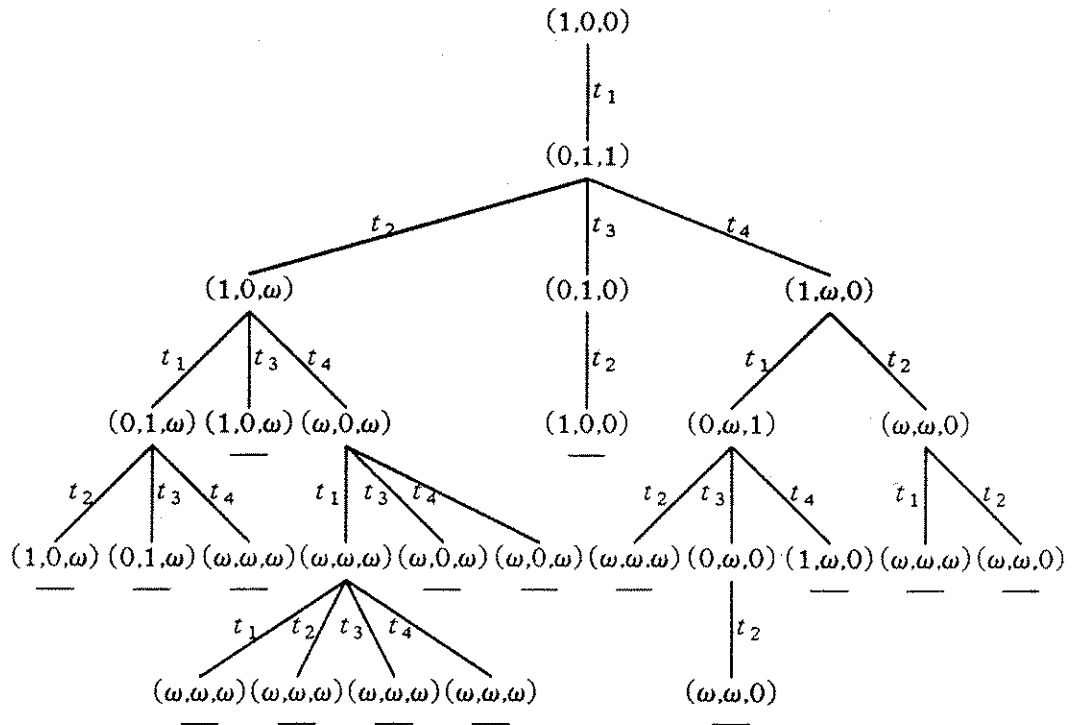 (1,0,0)
t₁
(0,1,1)
t₂ t₃ t₄
(1,0,ω) (0,1,0) (1,ω,0)
t₁ t₃ t₄ t₂ t₁ t₂
(0,1,ω) (1,0,ω) (ω,0,ω) (1,0,0) (0,ω,1) (ω,ω,0)
t₂ t₃ t₄ t₁ t₃ t₄ t₂ t₃ t₄ t₁ t₂
(1,0,ω) (0,1,ω) (ω,ω,ω) (ω,ω,ω) (ω,0,ω) (ω,0,ω) (ω,ω,ω) (0,ω,0) (1,ω,0) (ω,ω,ω) (ω,ω,0)
t₁ t₂ t₃ t₄ t₂
(ω,ω,ω) (ω,ω,ω) (ω,ω,ω) (ω,ω,ω) (ω,ω,0)